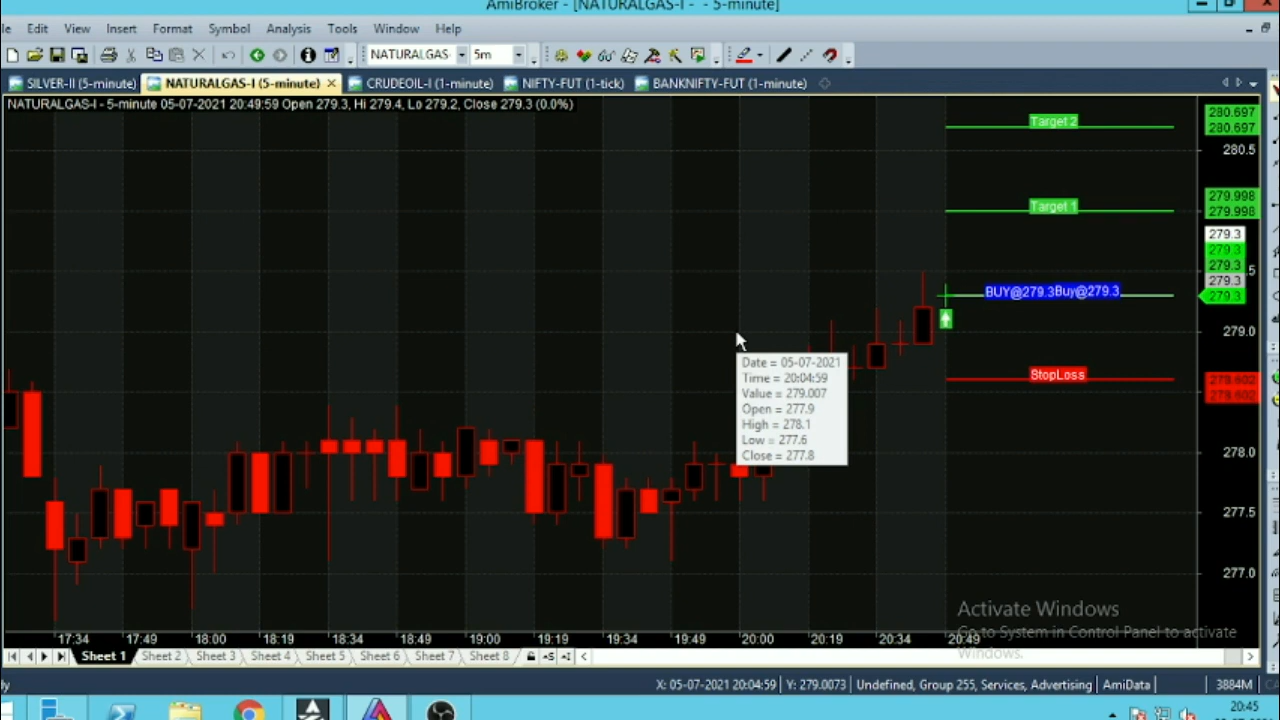 AmiBroker - [NATURALGAS-I - - 5-minute]
le Edit View Insert Format Symbol Analysis Tools Window Help
NATURALGAS- 5m
SILVER-II (5-minute) NATURALGAS-I (5-minute) CRUDEOIL-I (1-minute) NIFTY-FUT (1-tick) BANKNIFTY-FUT (1-minute)
NATURALGAS-I - 5-minute 05-07-2021 20:49:59 Open 279.3, Hi 279.4, Lo 279.2, Close 279.3 (0.0%)
280.697
Target 2
280.697
280.5
279.998
Target 1
279.998
279.3
279.3
279.3
5
279.3
BUY@279.3Buy@279.3
279.3
279.0
Date = 05-07-2021
Time = 20:04:59
Value = 279.007
Open = 277.9
High = 278.1
Low = 277.6
Close = 277.8
StopLoss
278.602
278.602
278.0
277.5
277.0
Activate Windows
Go to System in Control Panel to activate
Windows.
17:34 17:49 18:00 18:19 18:34 18:49 19:00 19:19 19:34 19:49 20:00 20:19 20:34 20:49
Sheet 1 Sheet 2 Sheet 3 Sheet 4 Sheet 5 Sheet 6 Sheet 7 Sheet 8
X: 05-07-2021 20:04:59 Y: 279.0073 Undefined, Group 255, Services, Advertising AmiData 3884M
20:45